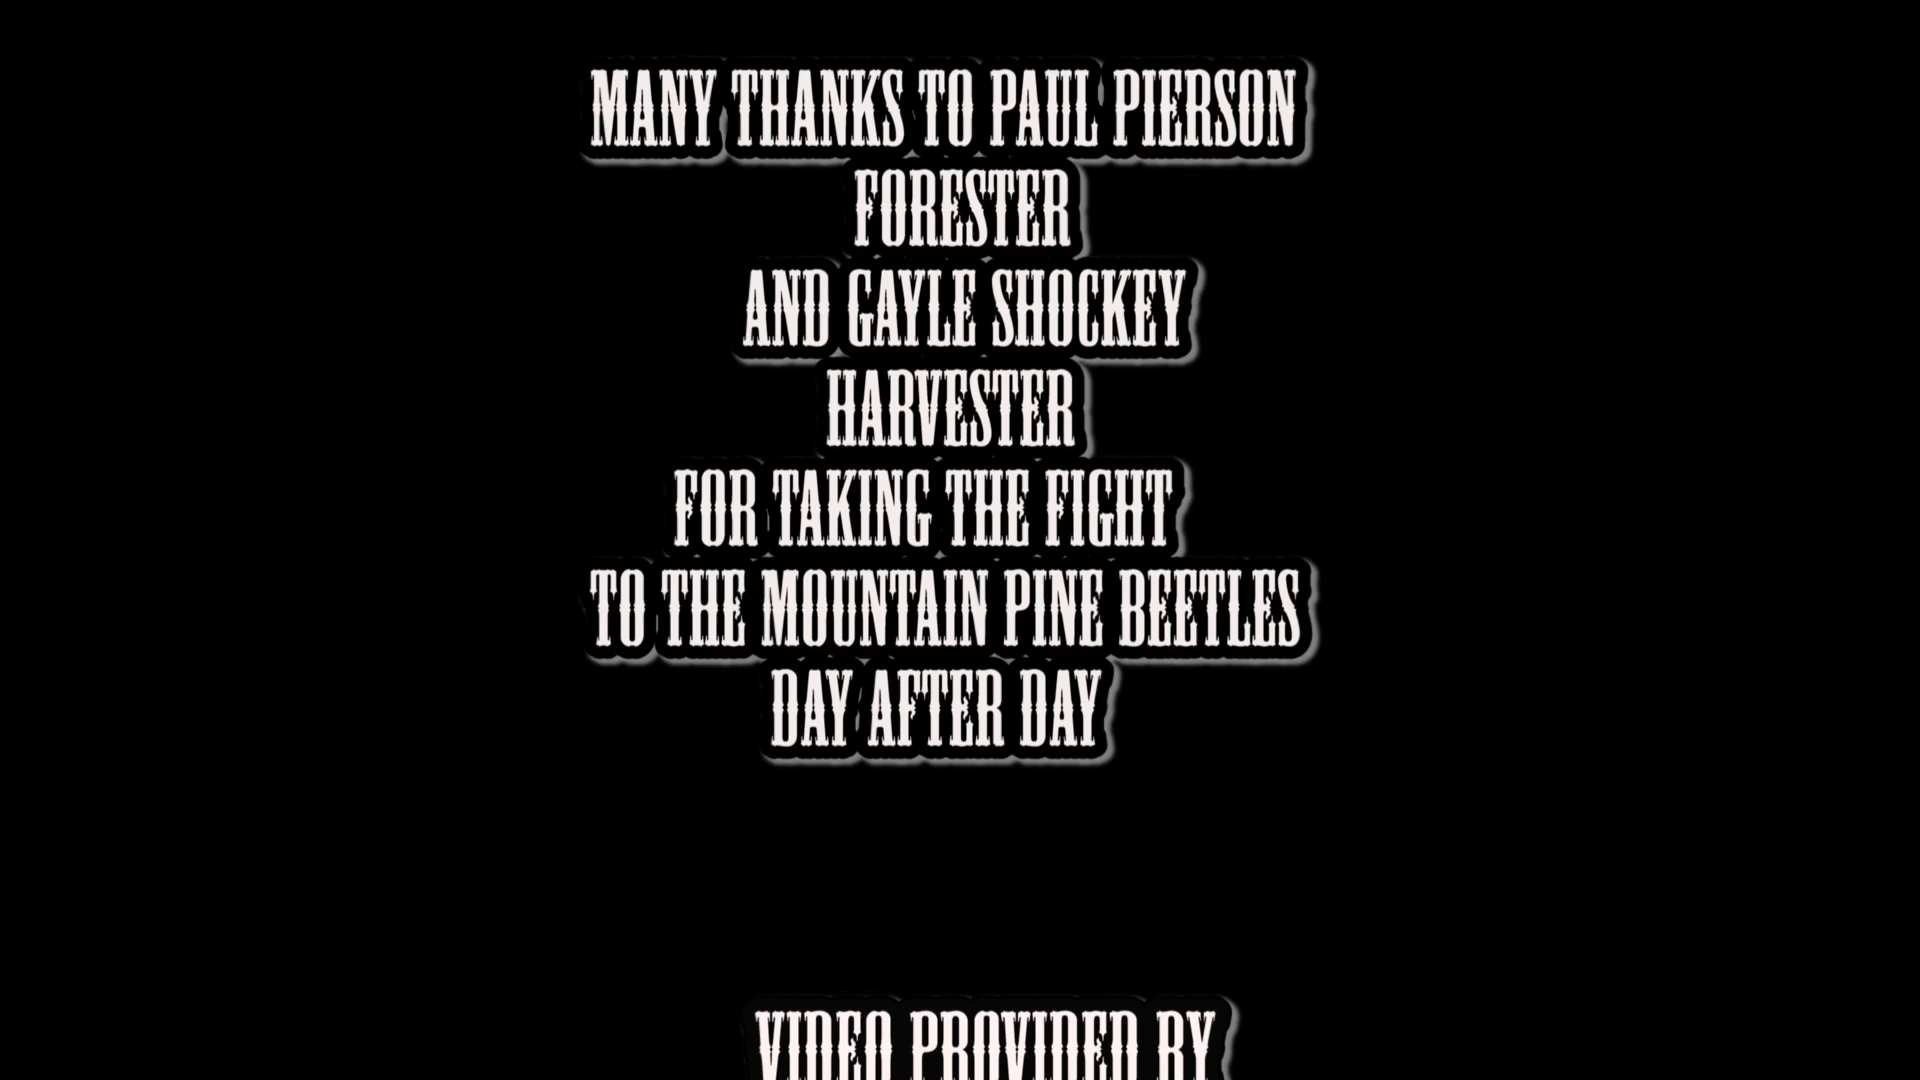 MANY THANKS TO PAUL PIERSON
FORESTER
AND GAYLE SHOCKEY
HARVESTER
FOR TAKING THE FIGHT
TO THE MOUNTAIN PINE BEETLES
DAY AFTER DAY
VIDEO PROVIDED BY